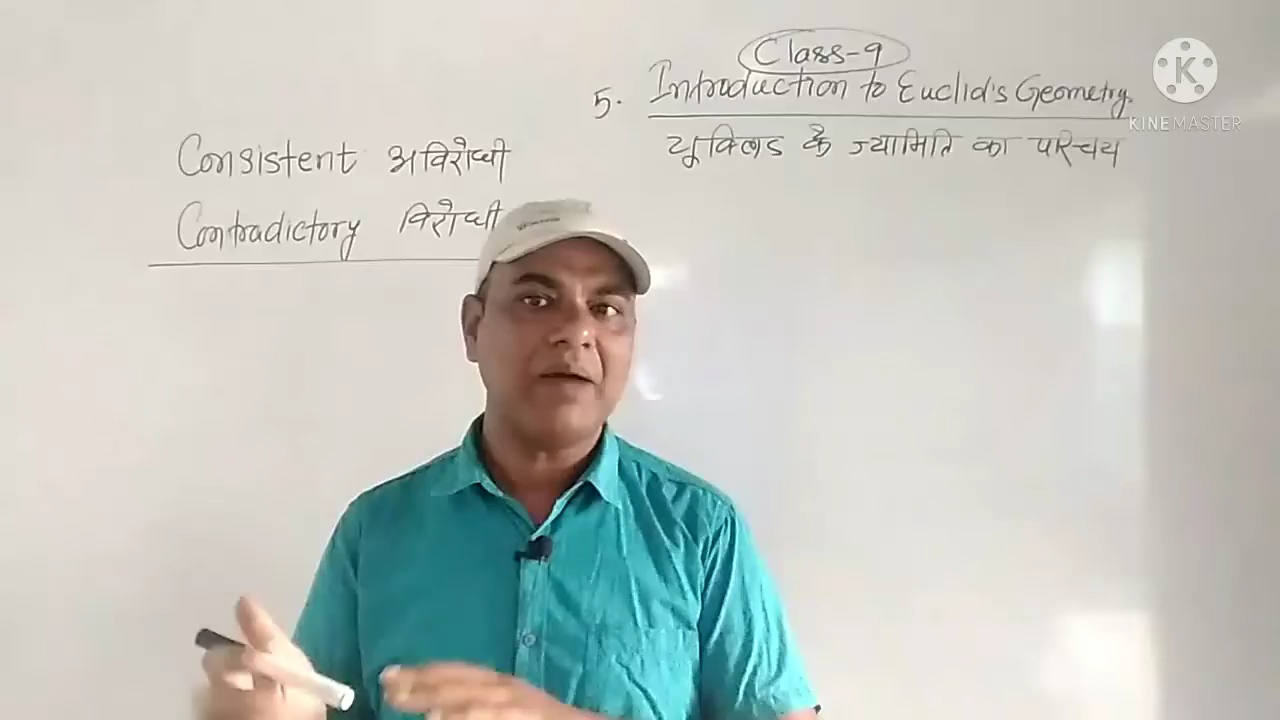 Class-9
5. Introduction to Euclid's Geometry.
यूक्लिड के ज्यामिति का परिचय
Consistent अविरोधी
Contradictory विरोधी
K
KINEMASTER